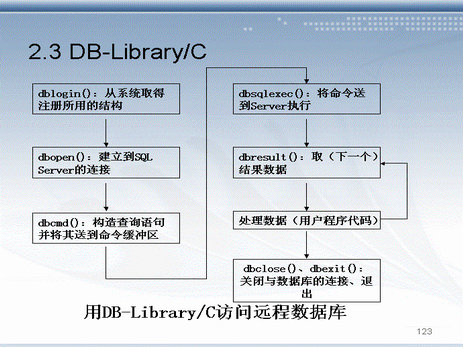 2.3 DB-Library/C
dblogin(): 从系统取得
注册所用的结构
dbopen(): 建立到SQL
Server的连接
dbcmd(): 构造查询语句
并将其送到命令缓冲区
dbsqlexec(): 将命令送
到Server执行
dbresult(): 取（下一个）
结果数据
处理数据（用户程序代码）
dbclose()、dbexit():
关闭与数据库的连接、退
出
用DB-Library/C访问远程数据库
123